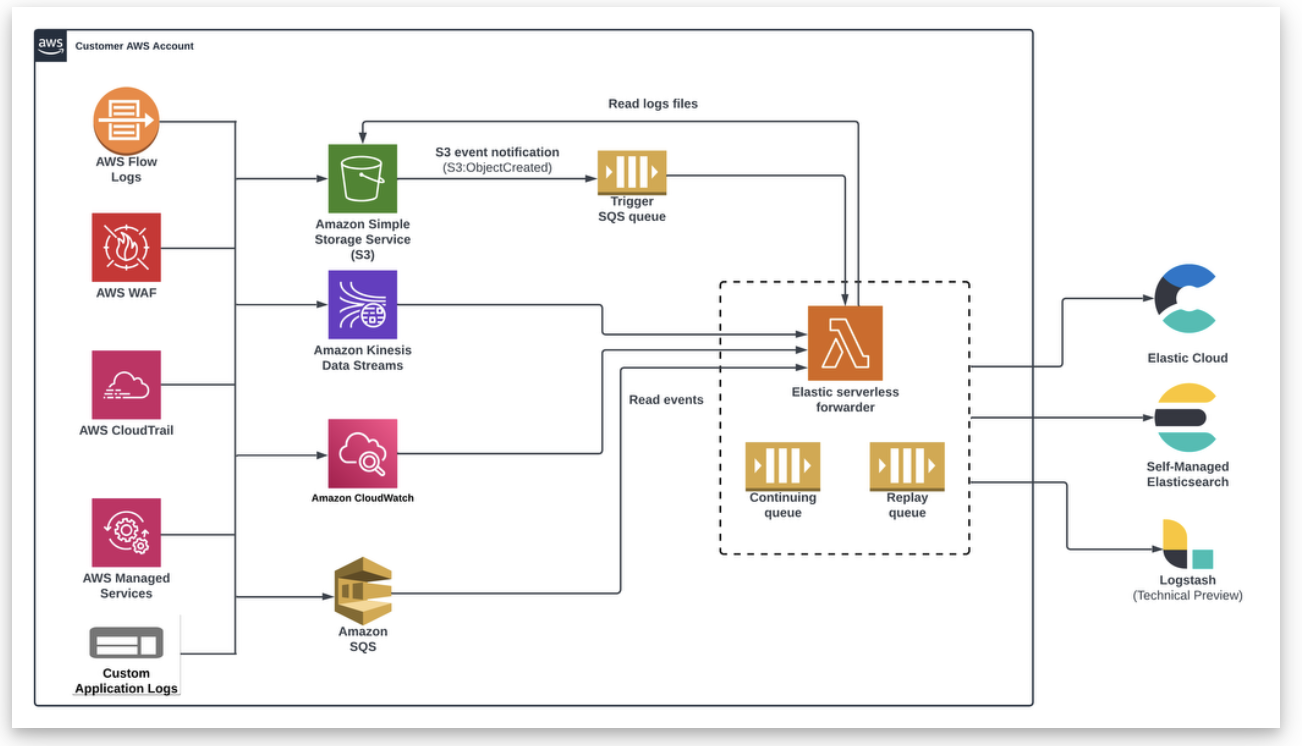 aws
Customer AWS Account
AWS Flow
Logs
AWS WAF
AWS CloudTrail
AWS Managed
Services
Custom
Application Logs
Amazon Simple
Storage Service
(S3)
Amazon Kinesis
Data Streams
Amazon CloudWatch
Amazon
SQS
Read logs files
S3 event notification
(S3:ObjectCreated)
Trigger
SQS queue
Read events
Elastic serverless
forwarder
Continuing
queue
Replay
queue
Elastic Cloud
Self-Managed
Elasticsearch
Logstash
(Technical Preview)